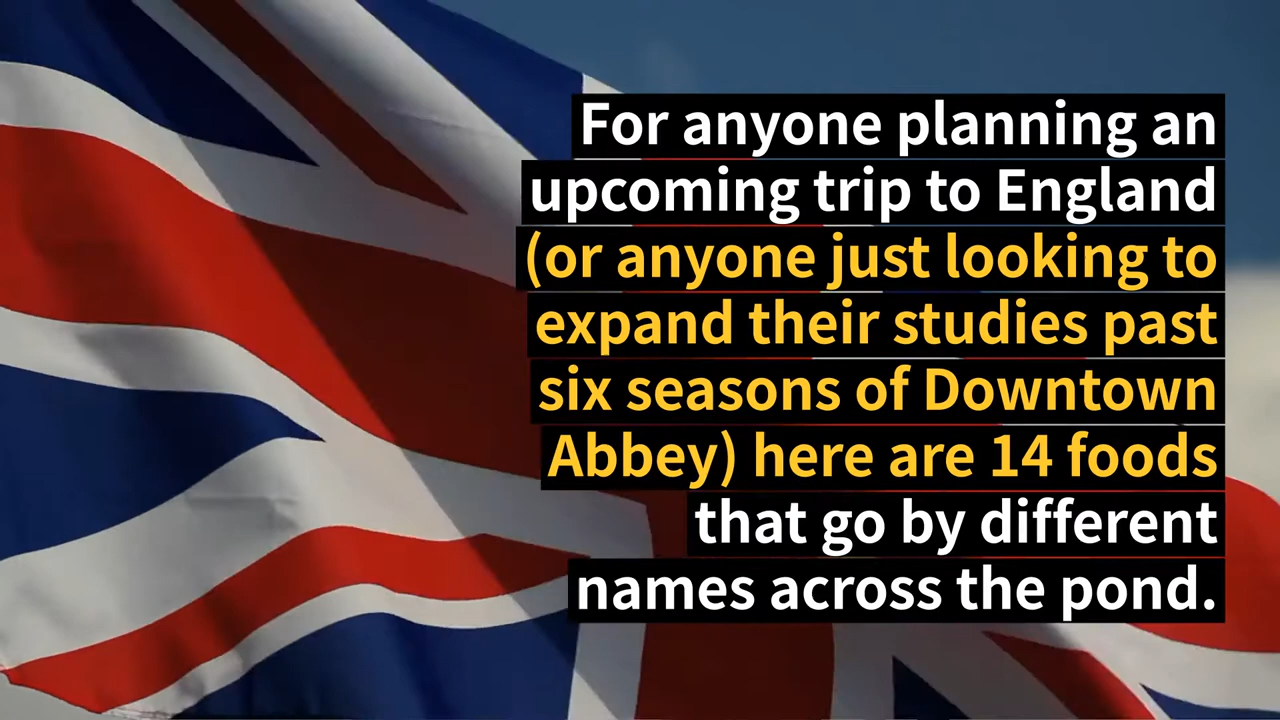 For anyone planning an
upcoming trip to England
(or anyone just looking to
expand their studies past
six seasons of Downtown
Abbey) here are 14 foods
that go by different
names across the pond.